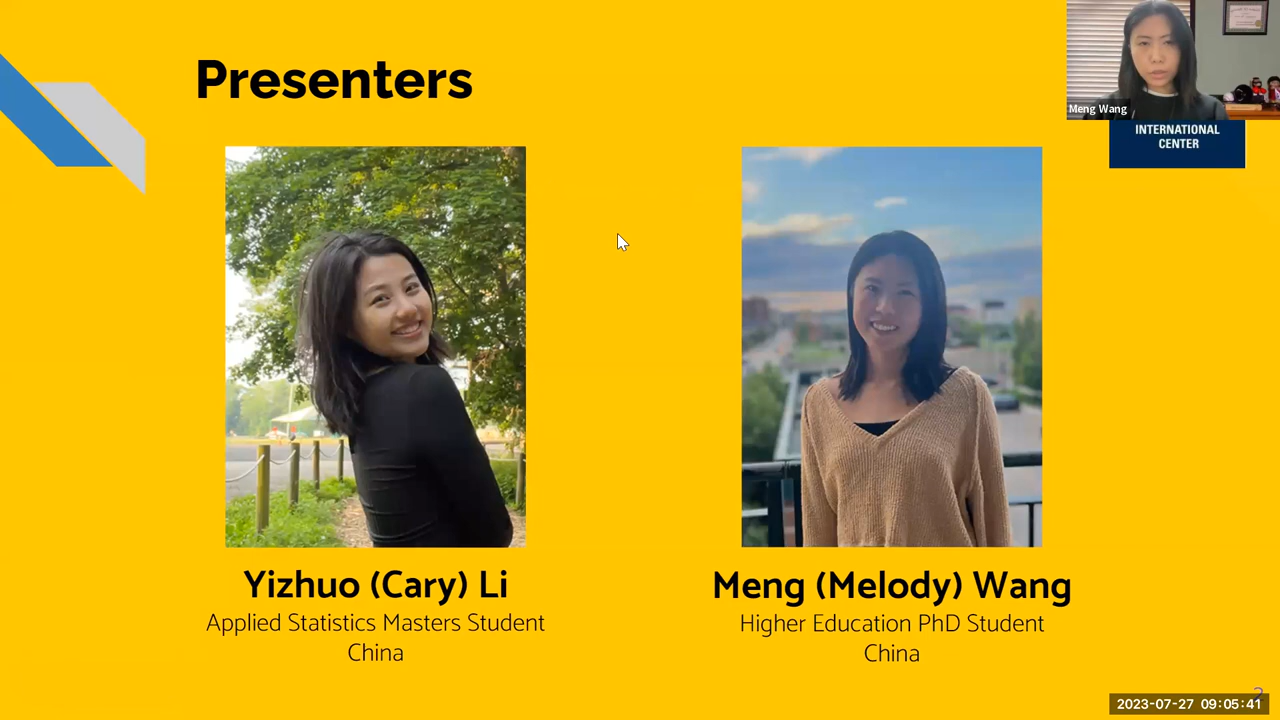 Presenters
Meng Wang
INTERNATIONAL
CENTER
Yizhuo (Cary) Li
Applied Statistics Masters Student
China
Meng (Melody) Wang
Higher Education PhD Student
China
2
2023-07-27 09:05:41